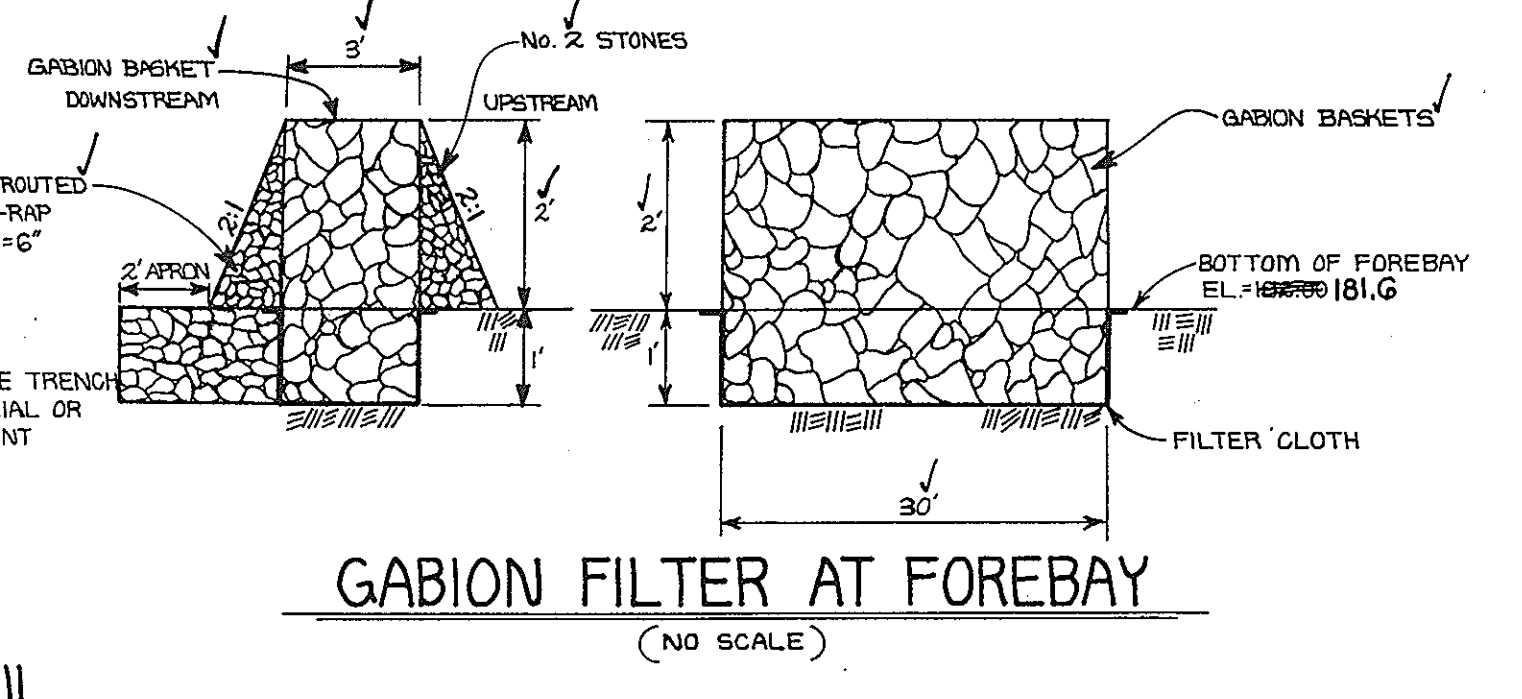 GABION BASKET
DOWNSTREAM
3'
No. 2 STONES
UPSTREAM
ROUTED
-RAP
=6"
2:1
2:1
2'
2' APRON
1'
E TRENCH
IAL OR
NT
GABION BASKETS
2'
BOTTOM OF FOREBAY
EL.= 181.6
1'
FILTER CLOTH
30'
GABION FILTER AT FOREBAY
(NO SCALE)